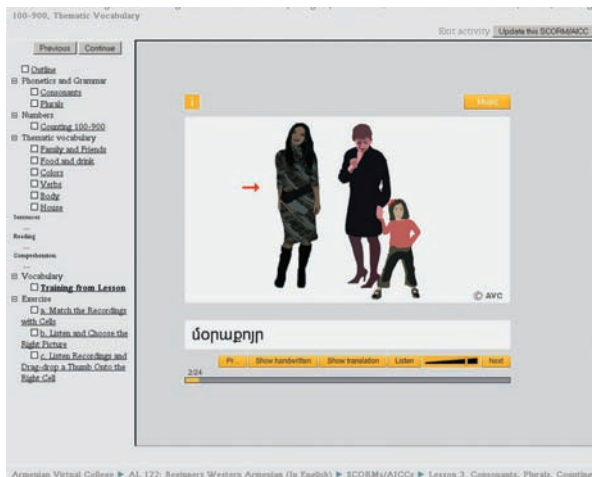 100-900, Thematic Vocabulary
Exit activity Update this SCORM/AICC
Previous Continue
Outline
Phonetics and Grammar
Consonants
Plurals
Numbers
Counting 100-900
Thematic vocabulary
Family and Friends
Food and drink
Colors
Verbs
Body
House
Sentences
...
Reading
...
Comprehension
...
Vocabulary
Training from Lesson
Exercise
a. Match the Recordings
with Cells
b. Listen and Choose the
Right Picture
c. Listen Recordings and
Drag-drop a Thumb Onto the
Right Cell
i
Music
© AVC
մօրաքոյր
Pr... Show handwritten Show translation Listen Next
2/24
Armenian Virtual College ► AL 122: Beginners Western Armenian (In English) ► SCORMs/AICCs ► Lesson 3. Consonants, Plurals, Counting